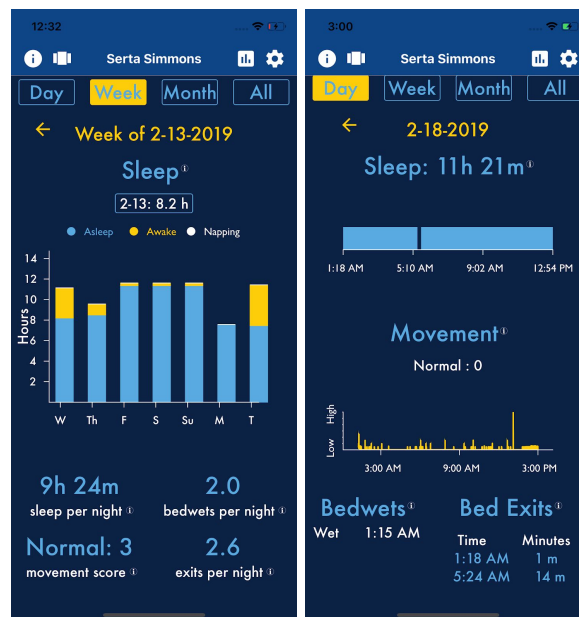 12:32
Serta Simmons
Day Week Month All
Week of 2-13-2019
Sleep
2-13: 8.2 h
Asleep Awake Napping
14
12
10
8
6
4
2
Hours
W Th F S Su M T
9h 24m
sleep per night
2.0
bedwets per night
Normal: 3
movement score
2.6
exits per night
3:00
Serta Simmons
Day Week Month All
2-18-2019
Sleep: 11h 21m
1:18 AM 5:10 AM 9:02 AM 12:54 PM
Movement
Normal : 0
High
Low
3:00 AM 9:00 AM 3:00 PM
Bedwets
Wet 1:15 AM
Bed Exits
Time Minutes
1:18 AM 1 m
5:24 AM 14 m